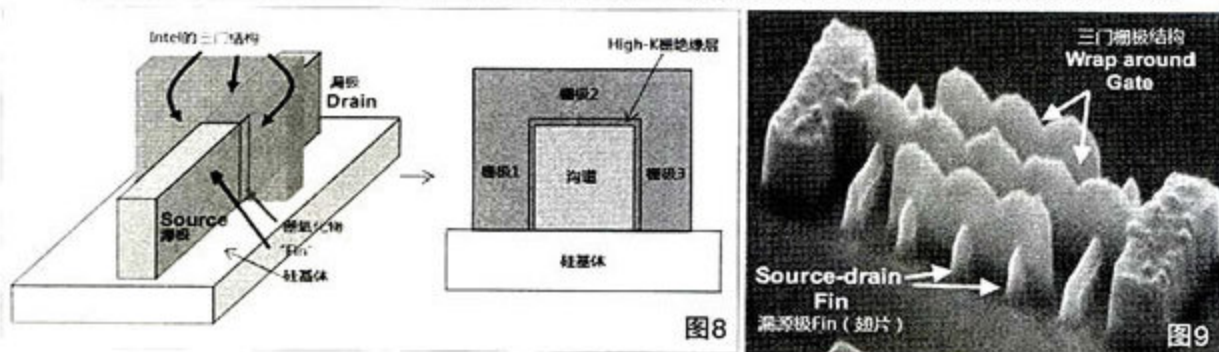 Intel的三门结构
漏极
Drain
Source
源极
栅氧化物
"Fin"
硅基体
High-K栅绝缘层
栅极2
栅极1
沟道
栅极3
硅基体
图8
三门栅极结构
Wrap around
Gate
Source-drain
Fin
漏源极Fin（翅片）
图9